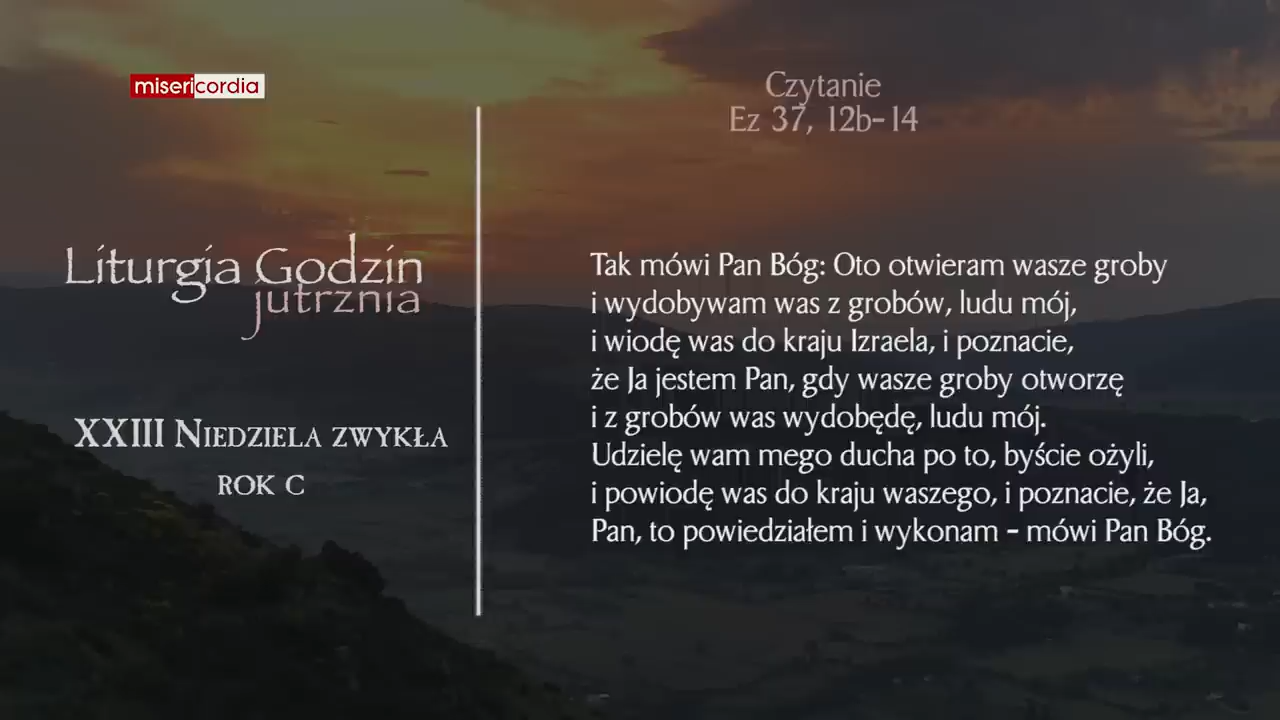 misericordia
Liturgia Godzin
jutrznia
XXIII Niedziela zwykła
rok C
Czytanie
Ez 37, 12b-14
Tak mówi Pan Bóg: Oto otwieram wasze groby
i wydobywam was z grobów, ludu mój,
i wiodę was do kraju Izraela, i poznacie,
że Ja jestem Pan, gdy wasze groby otworzę
i z grobów was wydobędę, ludu mój.
Udzielę wam mego ducha po to, byście ożyli,
i powiodę was do kraju waszego, i poznacie, że Ja,
Pan, to powiedziałem i wykonam – mówi Pan Bóg.